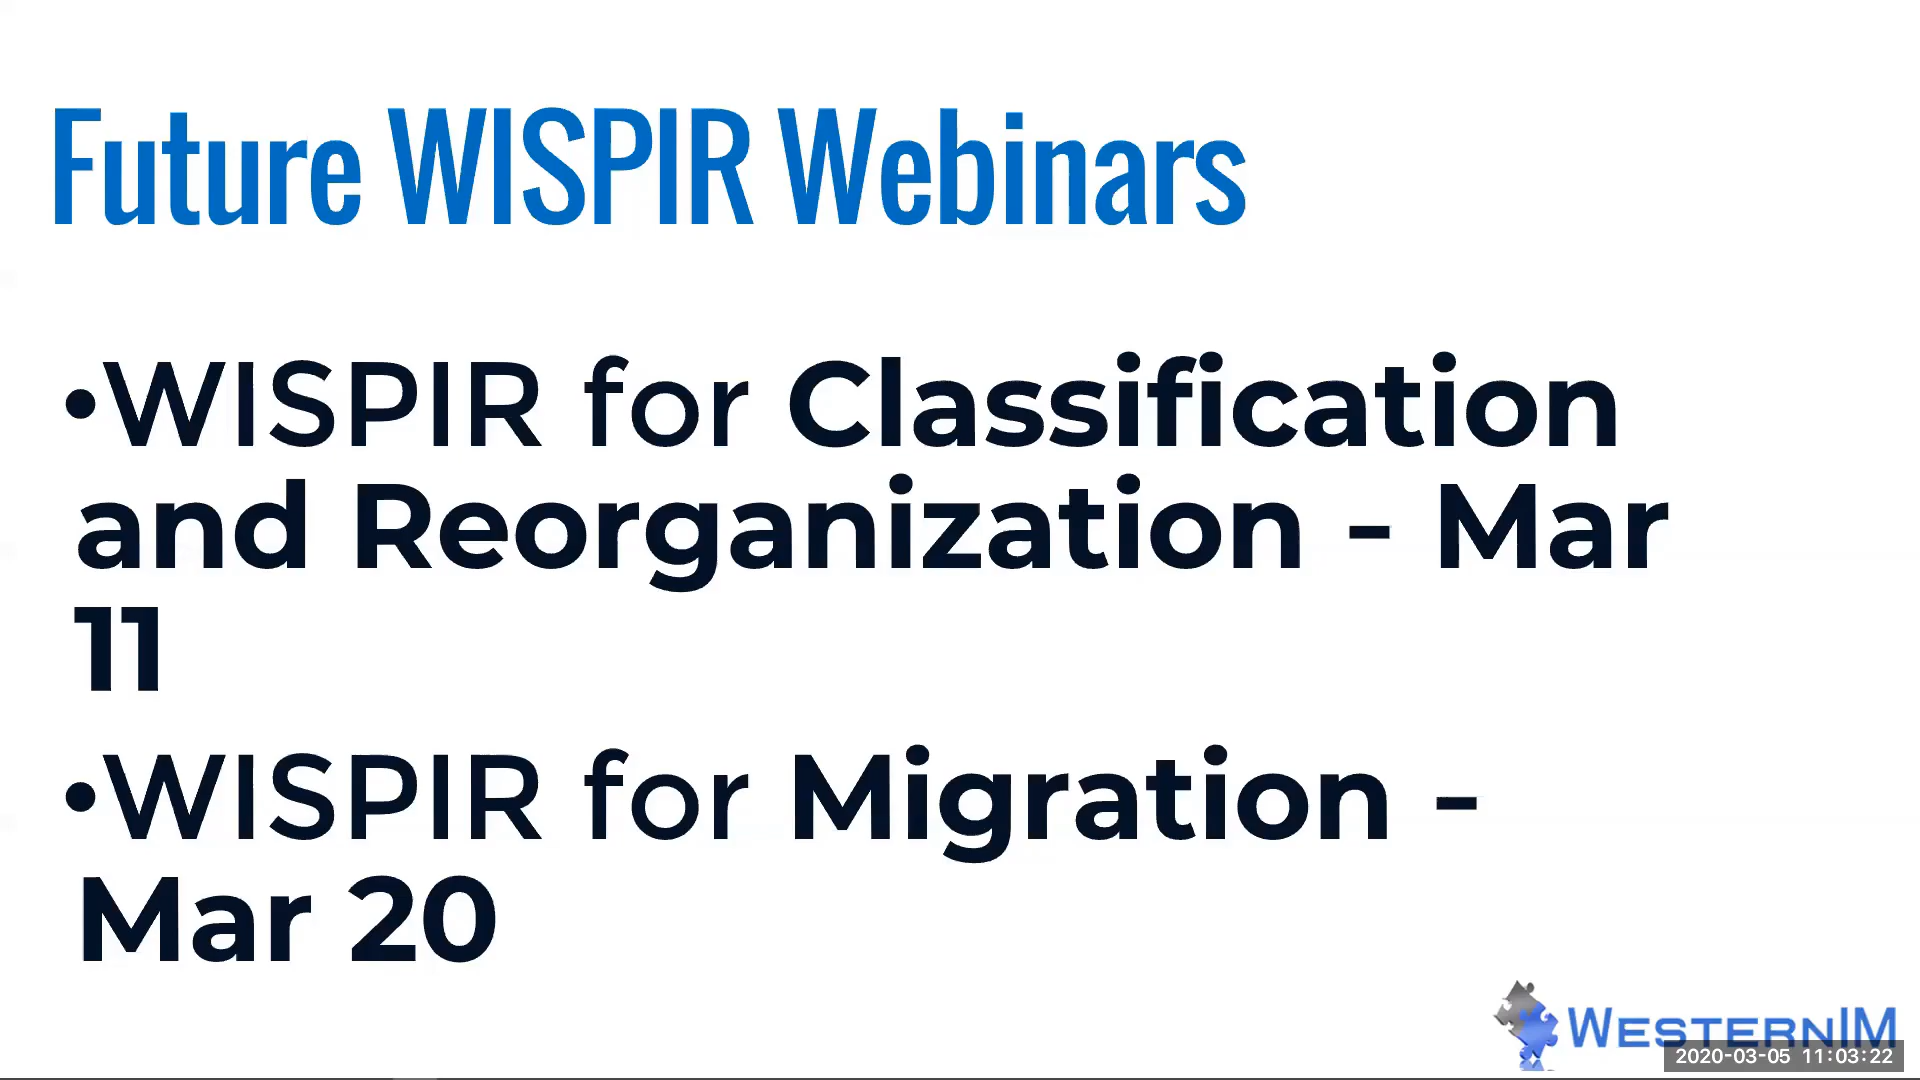 Future WISPIR Webinars
•WISPIR for Classification
and Reorganization - Mar
11
•WISPIR for Migration -
Mar 20
WESTERNIM
2020-03-05 11:03:22